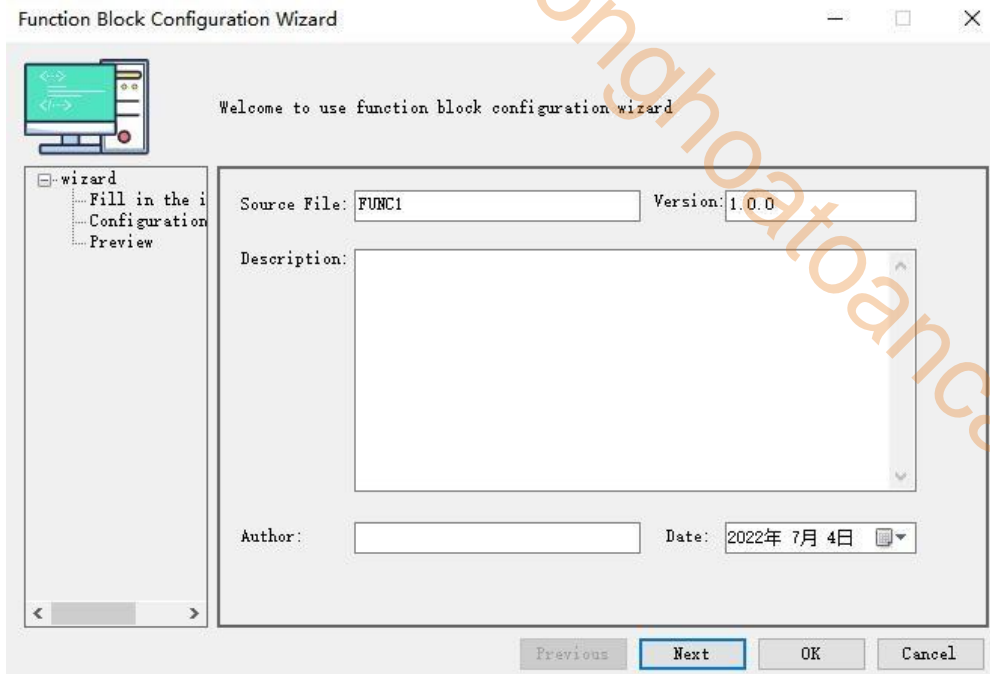 Function Block Configuration Wizard
Welcome to use function block configuration wizard
wizard
Fill in the i
Configuration
Preview
Source File: FUNC1 Version: 1.0.0
Description:
Author: Date: 2022年 7月 4日
Previous Next OK Cancel
onghoatoanca